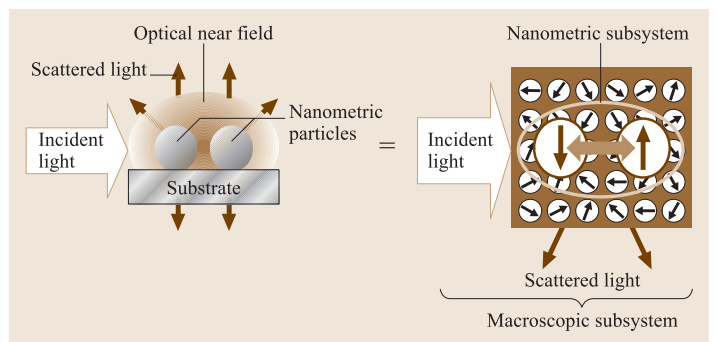 Optical near field
Scattered light
Nanometric
particles
Incident
light
Substrate
=
Nanometric subsystem
Incident
light
Scattered light
Macroscopic subsystem